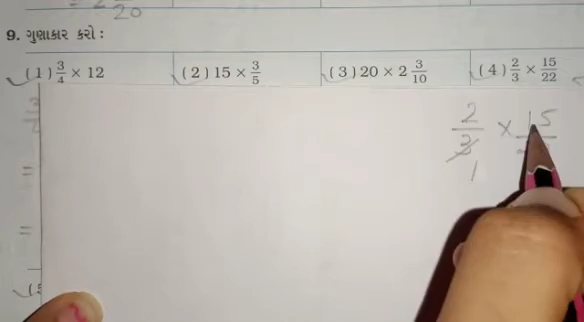 20
9. ગુણાકાર કરો :
(1) 3/4 × 12 (2) 15 × 3/5 (3) 20 × 2 3/10 (4) 2/3 × 15/22
2/3 × 15
1
=
=